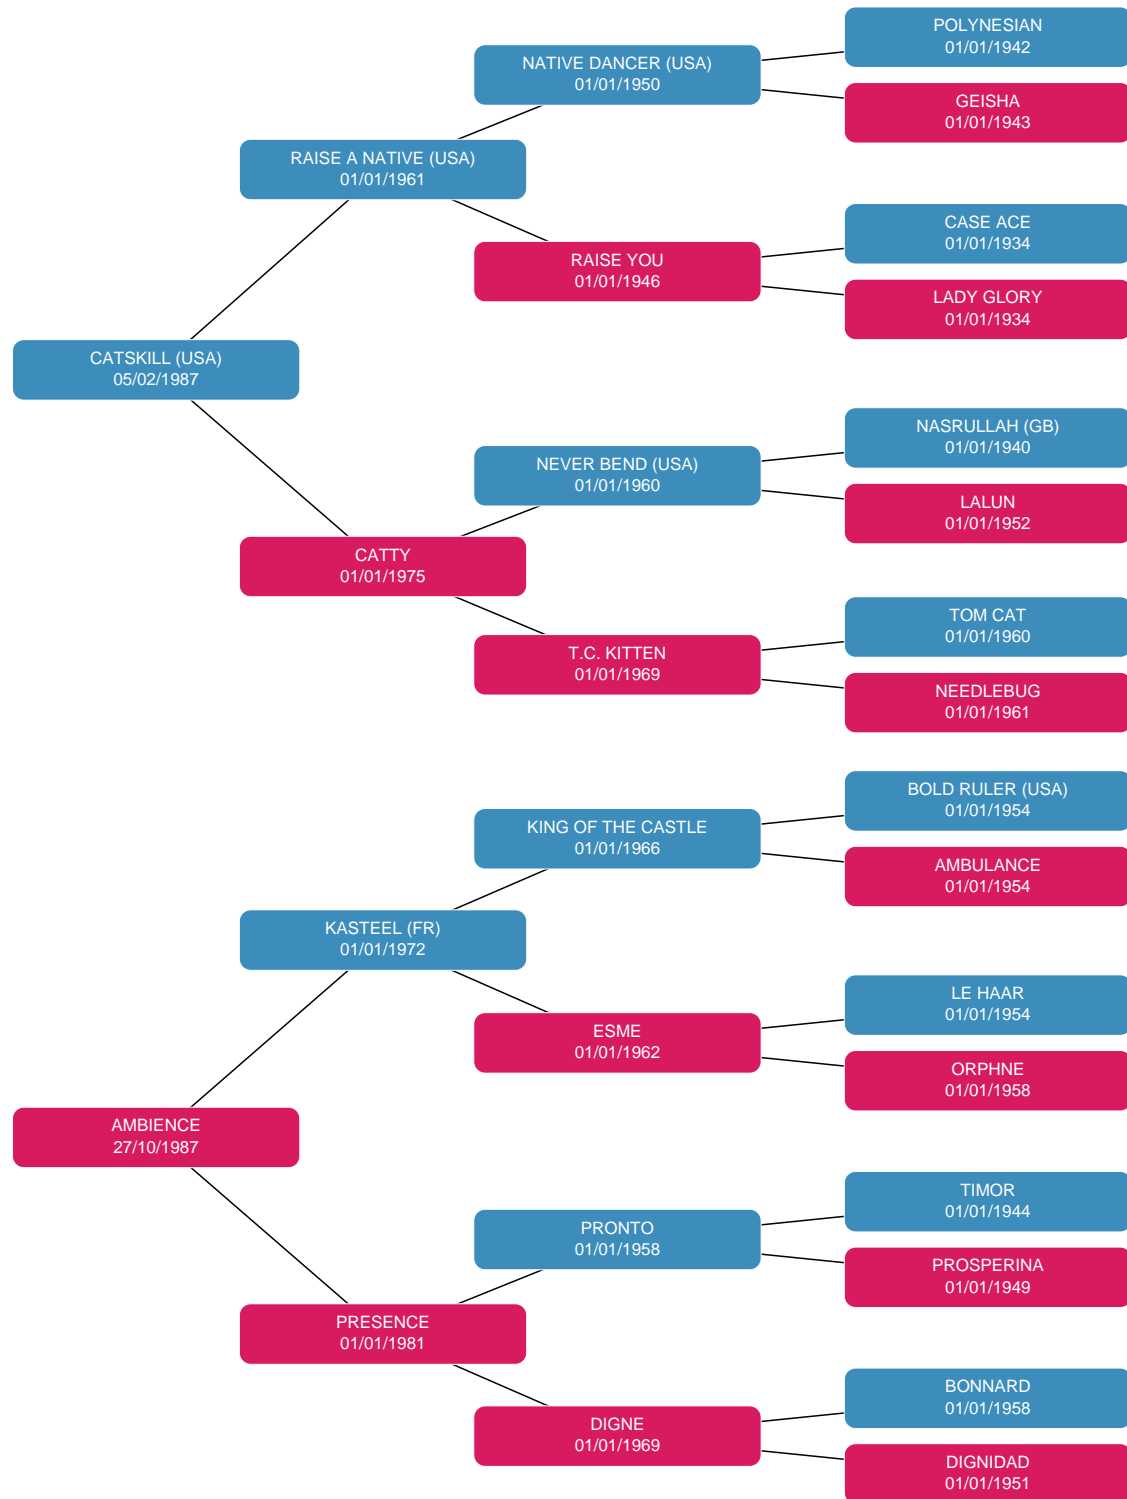 POLYNESIAN
01/01/1942
NATIVE DANCER (USA)
01/01/1950
GEISHA
01/01/1943
RAISE A NATIVE (USA)
01/01/1961
CASE ACE
01/01/1934
RAISE YOU
01/01/1946
LADY GLORY
01/01/1934
CATSKILL (USA)
05/02/1987
NASRULLAH (GB)
01/01/1940
NEVER BEND (USA)
01/01/1960
LALUN
01/01/1952
CATTY
01/01/1975
TOM CAT
01/01/1960
T.C. KITTEN
01/01/1969
NEEDLEBUG
01/01/1961
BOLD RULER (USA)
01/01/1954
KING OF THE CASTLE
01/01/1966
AMBULANCE
01/01/1954
KASTEEL (FR)
01/01/1972
LE HAAR
01/01/1954
ESME
01/01/1962
ORPHNE
01/01/1958
AMBIENCE
27/10/1987
TIMOR
01/01/1944
PRONTO
01/01/1958
PROSPERINA
01/01/1949
PRESENCE
01/01/1981
BONNARD
01/01/1958
DIGNE
01/01/1969
DIGNIDAD
01/01/1951